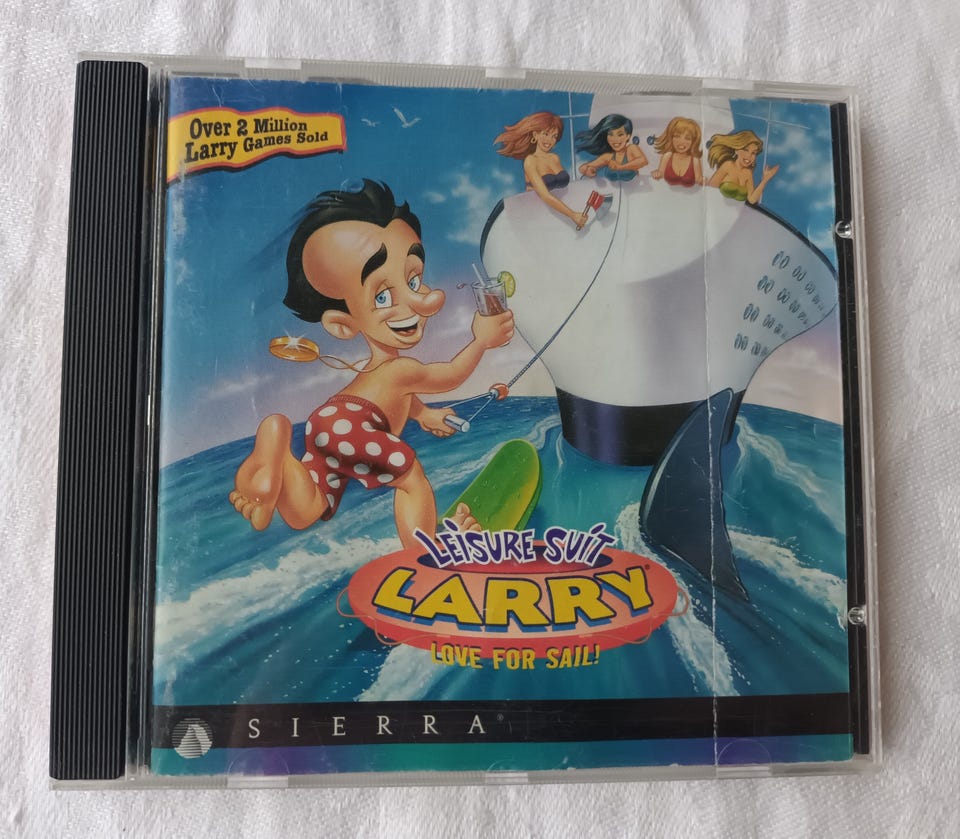 Over 2 Million
Larry Games Sold
LEISURE SUIT
LARRY®
LOVE FOR SAIL!
SIERRA®